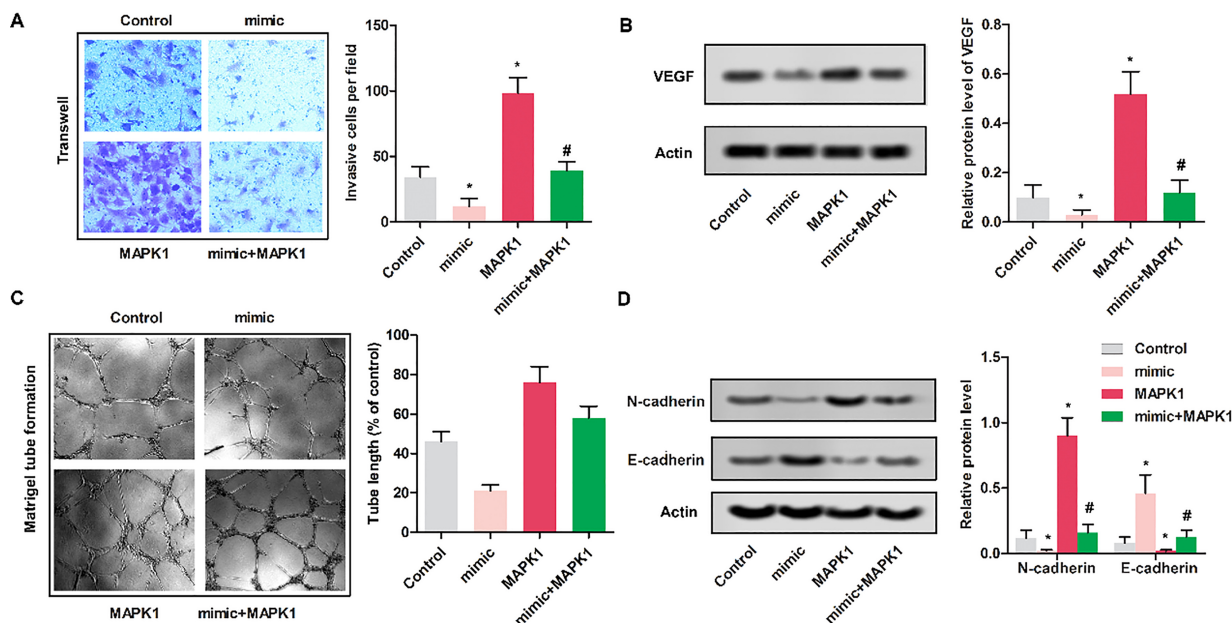 A
Control
mimic
Transwell
MAPK1
mimic+MAPK1
Invasive cells per field
150
100
50
0
*
*
#
Control
mimic
MAPK1
mimic+MAPK1
B
VEGF
Actin
Control
mimic
MAPK1
mimic+MAPK1
Relative protein level of VEGF
0.8
0.6
0.4
0.2
0.0
*
*
#
Control
mimic
MAPK1
mimic+MAPK1
C
Control
mimic
Matrigel tube formation
MAPK1
mimic+MAPK1
Tube length (% of control)
100
80
60
40
20
0
Control
mimic
MAPK1
mimic+MAPK1
D
N-cadherin
E-cadherin
Actin
Control
mimic
MAPK1
mimic+MAPK1
Relative protein level
1.5
1.0
0.5
0.0
Control
mimic
MAPK1
mimic+MAPK1
*
*
#
*
*
#
N-cadherin
E-cadherin